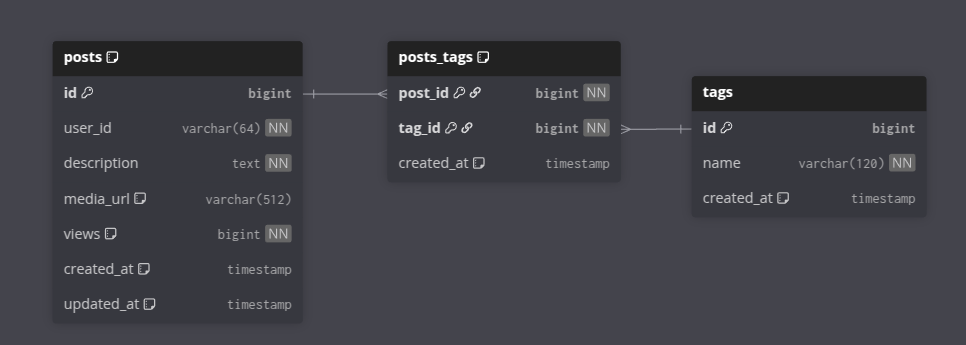 posts
id bigint
user_id varchar(64) NN
description text NN
media_url varchar(512)
views bigint NN
created_at timestamp
updated_at timestamp
posts_tags
post_id bigint NN
tag_id bigint NN
created_at timestamp
tags
id bigint
name varchar(120) NN
created_at timestamp